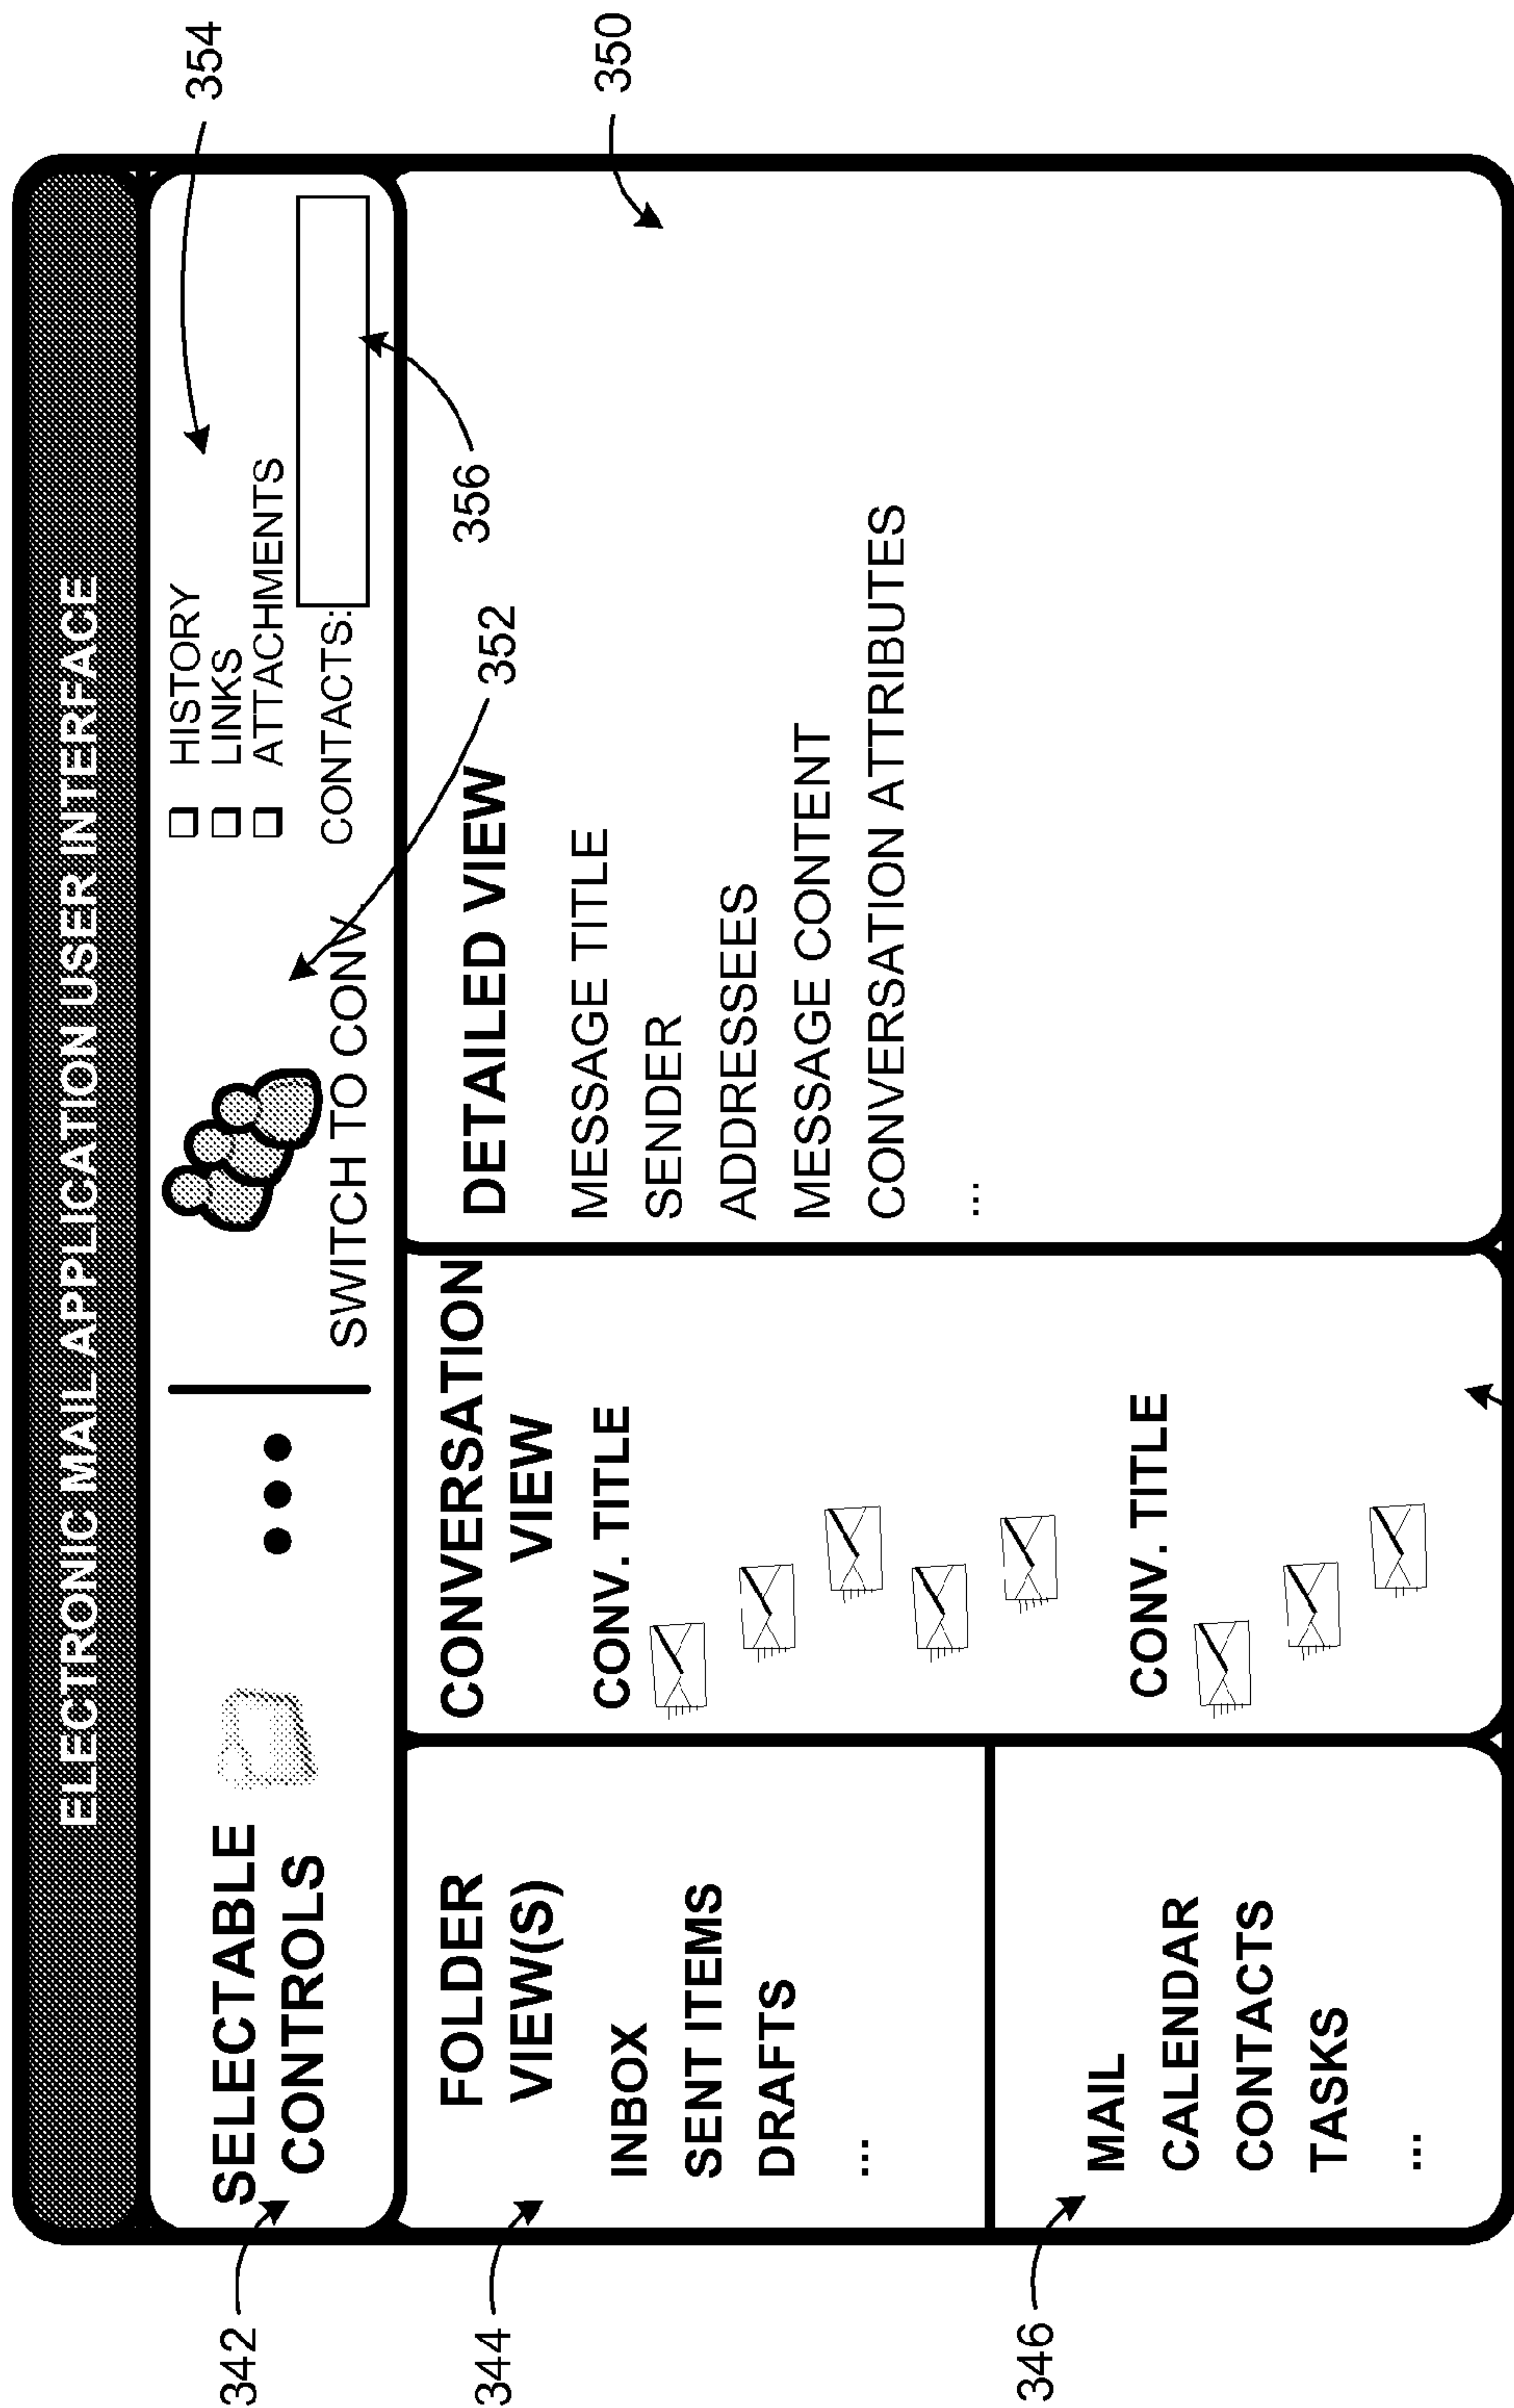 ELECTRONIC MAIL APPLICATION USER INTERFACE
342
SELECTABLE
CONTROLS
SWITCH TO CONV
HISTORY
LINKS
ATTACHMENTS
CONTACTS:
354
356
352
344
FOLDER
VIEW(S)
INBOX
SENT ITEMS
DRAFTS
...
346
MAIL
CALENDAR
CONTACTS
TASKS
...
CONVERSATION
VIEW
CONV. TITLE
CONV. TITLE
DETAILED VIEW
MESSAGE TITLE
SENDER
ADDRESSEES
MESSAGE CONTENT
CONVERSATION ATTRIBUTES
...
350